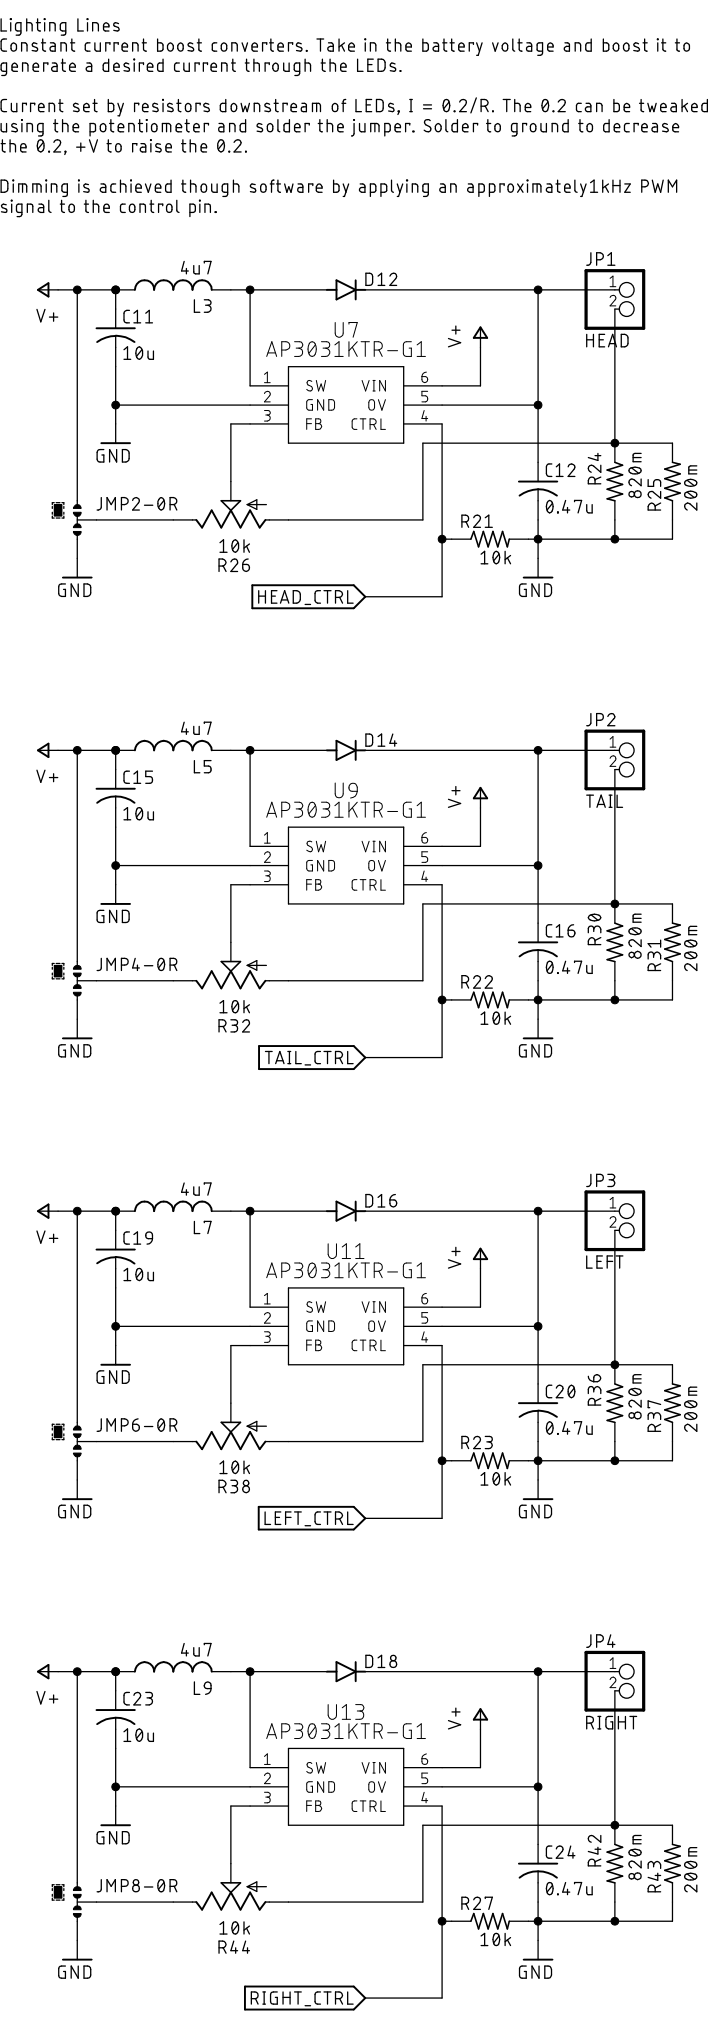 Lighting Lines
Constant current boost converters. Take in the battery voltage and boost it to
generate a desired current through the LEDs.
Current set by resistors downstream of LEDs, I = 0.2/R. The 0.2 can be tweaked
using the potentiometer and solder the jumper. Solder to ground to decrease
the 0.2, +V to raise the 0.2.
Dimming is achieved though software by applying an approximately1kHz PWM
signal to the control pin.
JP1
4u7
D12
1
2
V+
L3
C11
10u
U7
V+
HEAD
AP3031KTR-G1
1 SW VIN 6
2 GND OV 5
3 FB CTRL 4
GND
C12
0.47u
R24
820m
R25
200m
JMP2-0R
R21
10k
10k
R26
GND
HEAD_CTRL
GND
JP2
4u7
D14
1
2
V+
L5
C15
10u
U9
V+
TAIL
AP3031KTR-G1
1 SW VIN 6
2 GND OV 5
3 FB CTRL 4
GND
C16
0.47u
R30
820m
R31
200m
JMP4-0R
R22
10k
10k
R32
GND
TAIL_CTRL
GND
JP3
4u7
D16
1
2
V+
L7
C19
10u
U11
V+
LEFT
AP3031KTR-G1
1 SW VIN 6
2 GND OV 5
3 FB CTRL 4
GND
C20
0.47u
R36
820m
R37
200m
JMP6-0R
R23
10k
10k
R38
GND
LEFT_CTRL
GND
JP4
4u7
D18
1
2
V+
L9
C23
10u
U13
V+
RIGHT
AP3031KTR-G1
1 SW VIN 6
2 GND OV 5
3 FB CTRL 4
GND
C24
0.47u
R42
820m
R43
200m
JMP8-0R
R27
10k
10k
R44
GND
RIGHT_CTRL
GND